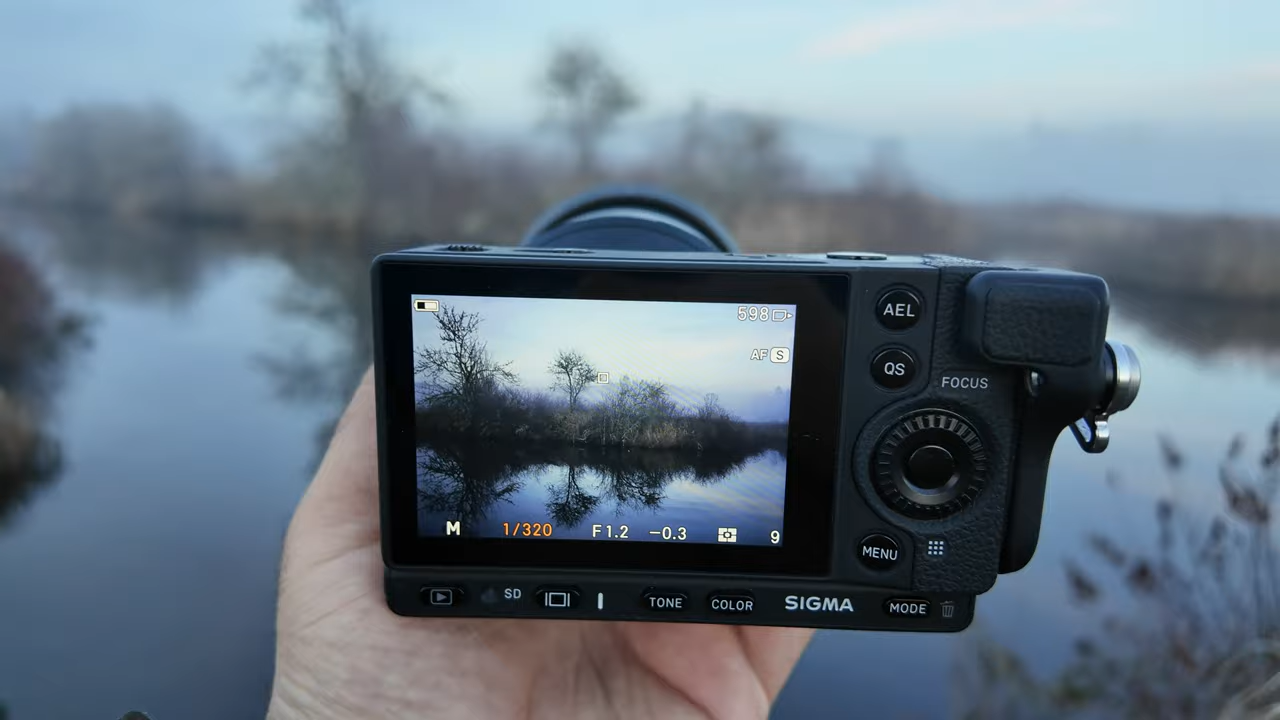 598
AF S
M 1/320 F1.2 −0.3 9
AEL
QS
FOCUS
MENU
SD TONE COLOR SIGMA MODE